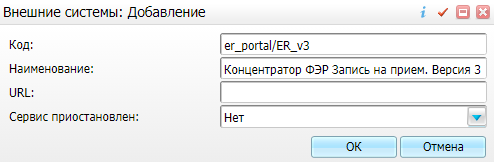 Внешние системы: Добавление
Код: er_portal/ER_v3
Наименование: Концентратор ФЭР Запись на прием. Версия 3
URL:
Сервис приостановлен: Нет
ОК Отмена